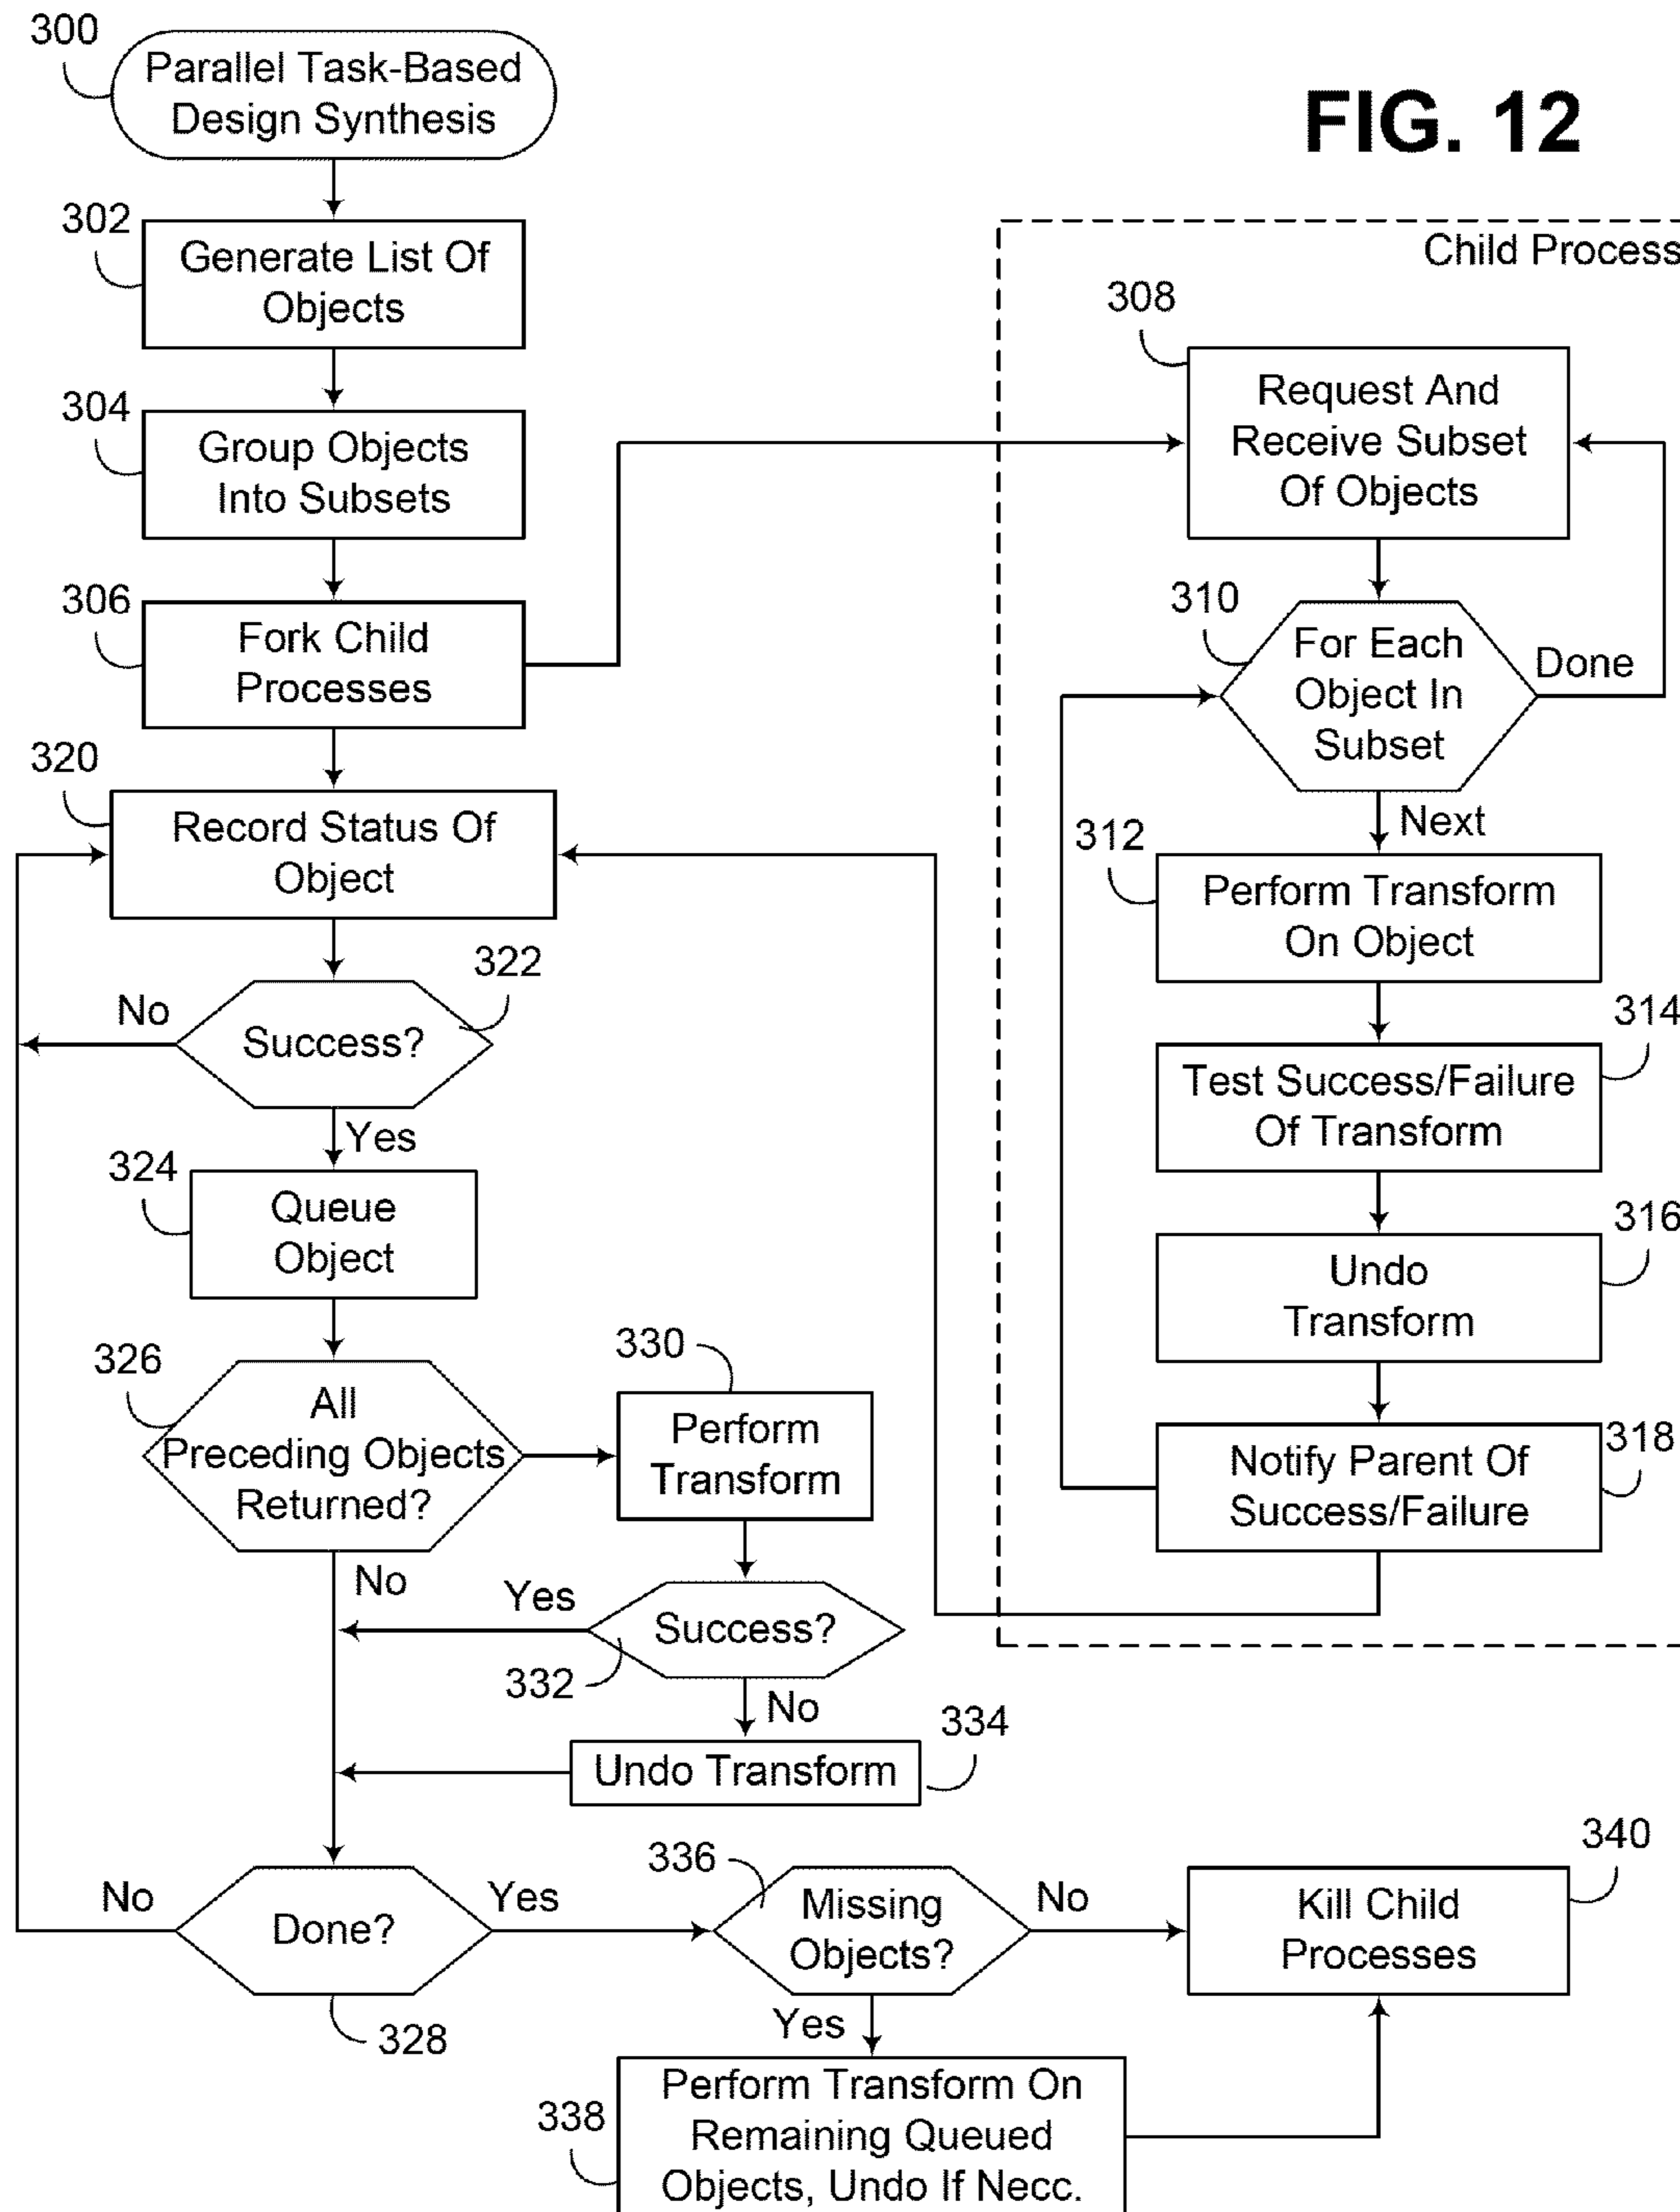 300
Parallel Task-Based
Design Synthesis
FIG. 12
302
Generate List Of
Objects
304
Group Objects
Into Subsets
306
Fork Child
Processes
Child Process
308
Request And
Receive Subset
Of Objects
310
For Each
Object In
Subset
Done
Next
312
Perform Transform
On Object
314
Test Success/Failure
Of Transform
316
Undo
Transform
318
Notify Parent Of
Success/Failure
320
Record Status Of
Object
322
No
Success?
Yes
324
Queue
Object
326
All
Preceding Objects
Returned?
No
330
Perform
Transform
Yes
Success?
332
No
334
Undo Transform
No
Done?
Yes
328
336
Missing
Objects?
No
Yes
340
Kill Child
Processes
338
Perform Transform On
Remaining Queued
Objects, Undo If Necc.